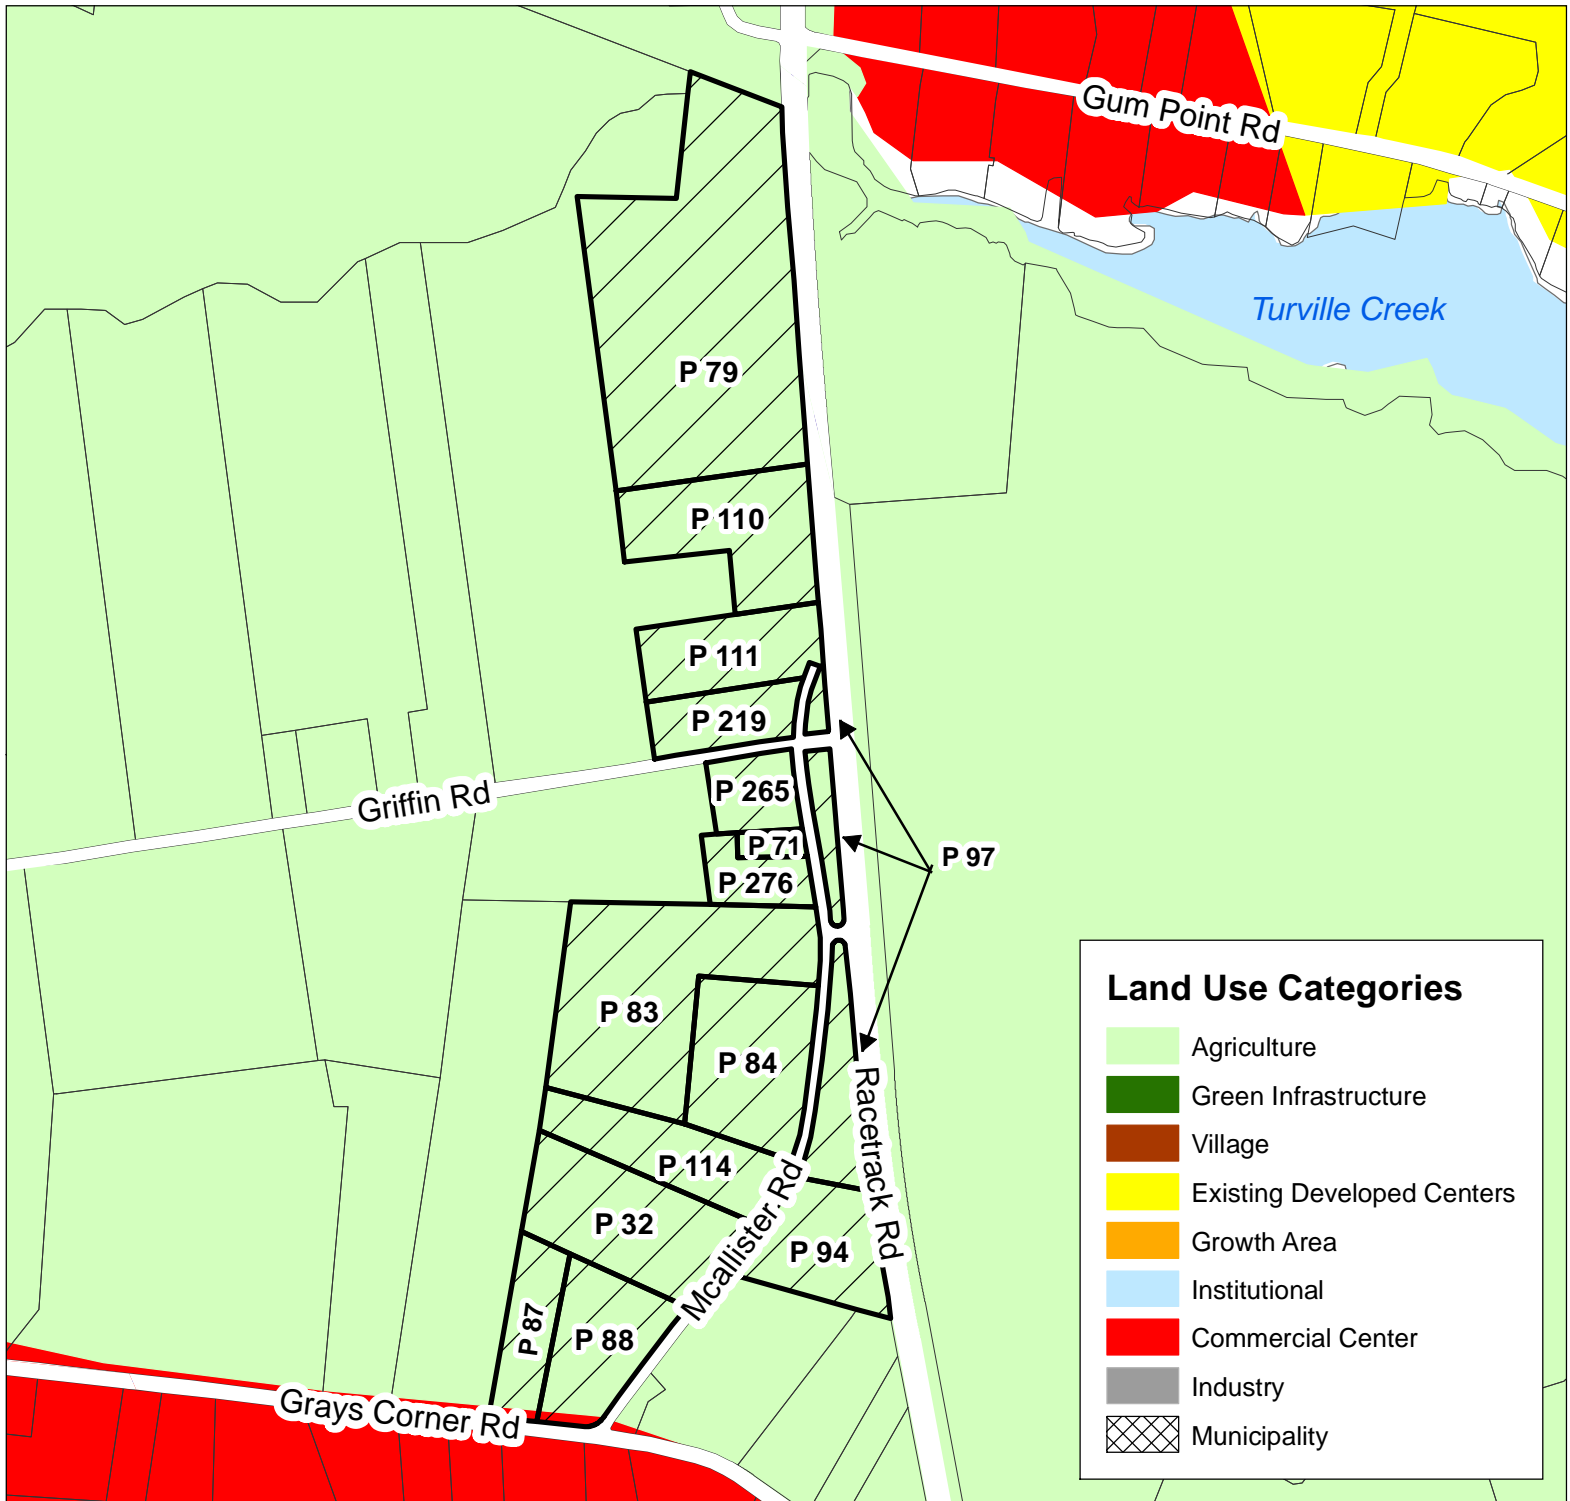 Gum Point Rd
Turville Creek
P 79
P 110
P 111
P 219
Griffin Rd
P 265
P 71
P 276
P 97
P 83
P 84
Racetrack Rd
P 114
P 32
P 94
Mcallister Rd
P 87
P 88
Grays Corner Rd
Land Use Categories
Agriculture
Green Infrastructure
Village
Existing Developed Centers
Growth Area
Institutional
Commercial Center
Industry
Municipality